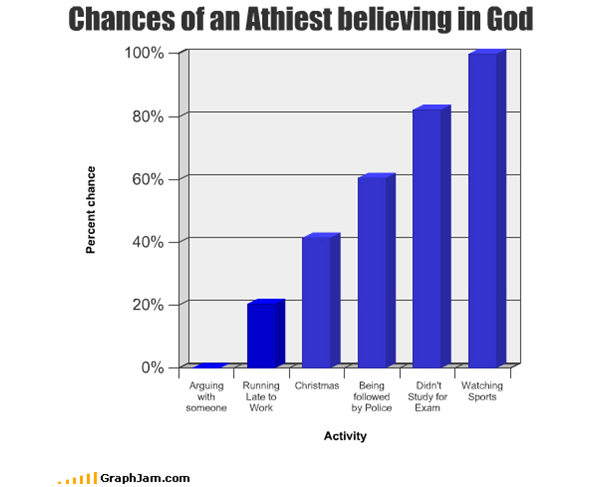 Chances of an Athiest believing in God
100%
80%
60%
40%
20%
0%
Percent chance
Arguing
with
someone
Running
Late to
Work
Christmas
Being
followed
by Police
Didn't
Study for
Exam
Watching
Sports
Activity
GraphJam.com